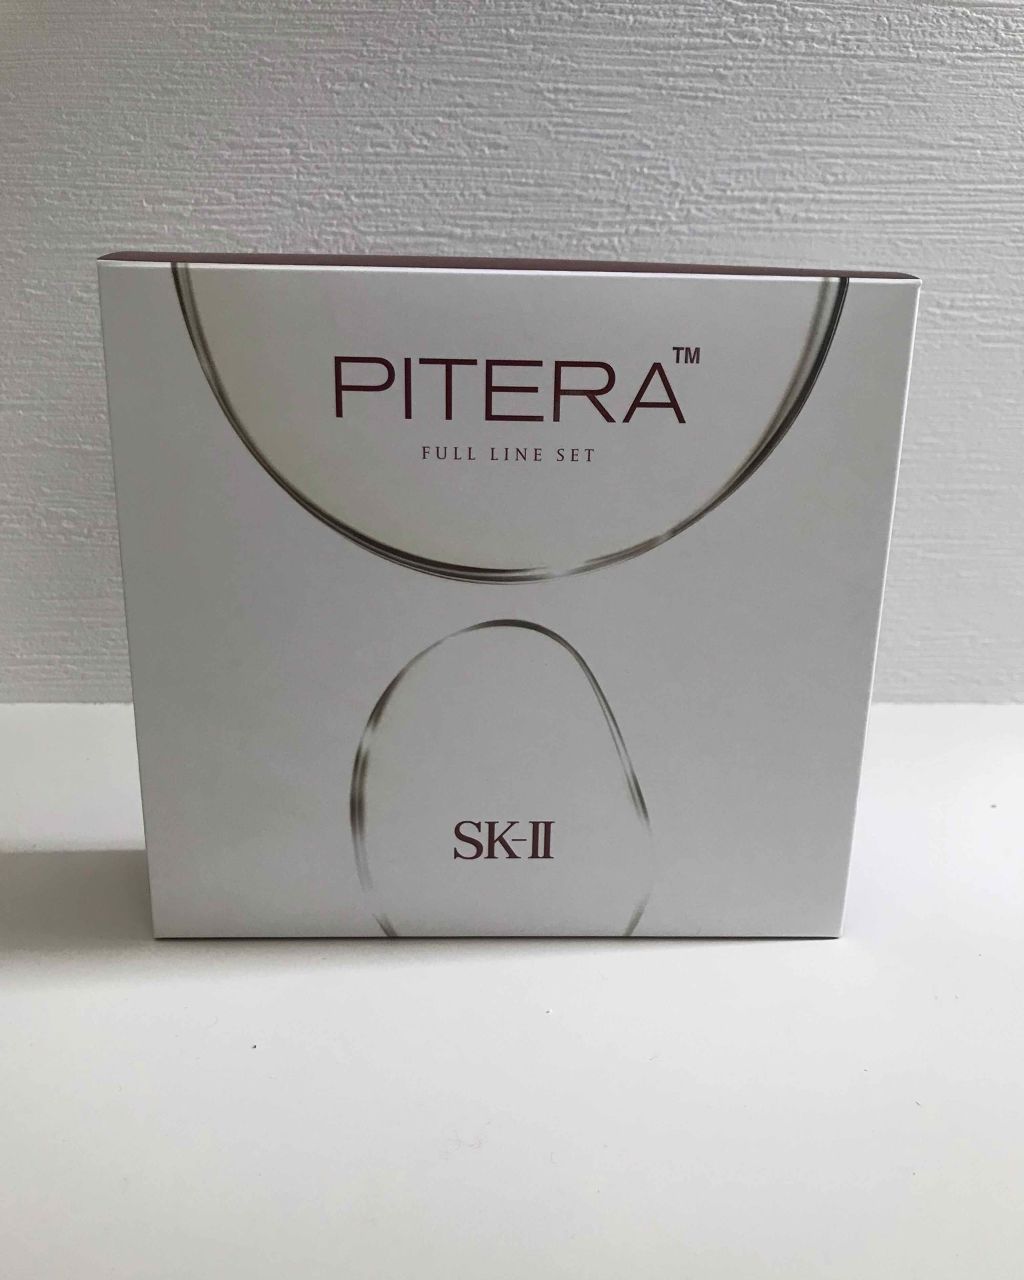 PITERA™
FULL LINE SET
SK-II